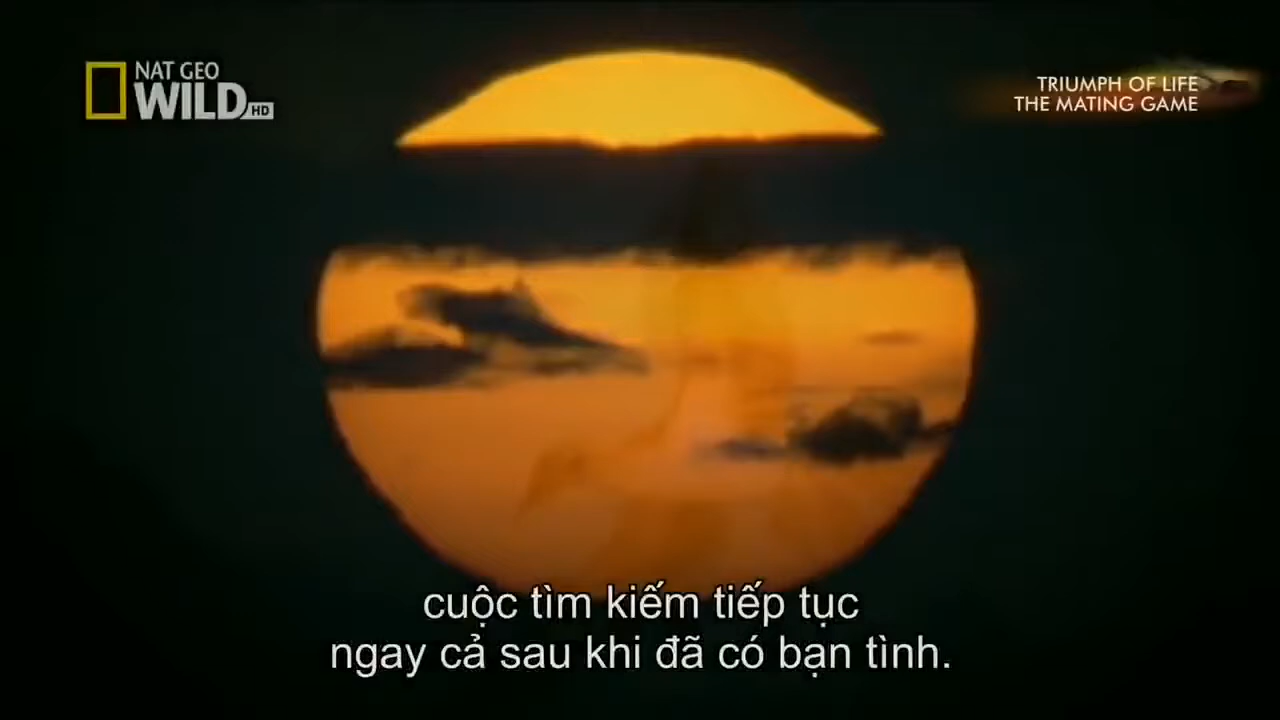 NAT GEO
WILD HD
TRIUMPH OF LIFE
THE MATING GAME
cuộc tìm kiếm tiếp tục
ngay cả sau khi đã có bạn tình.